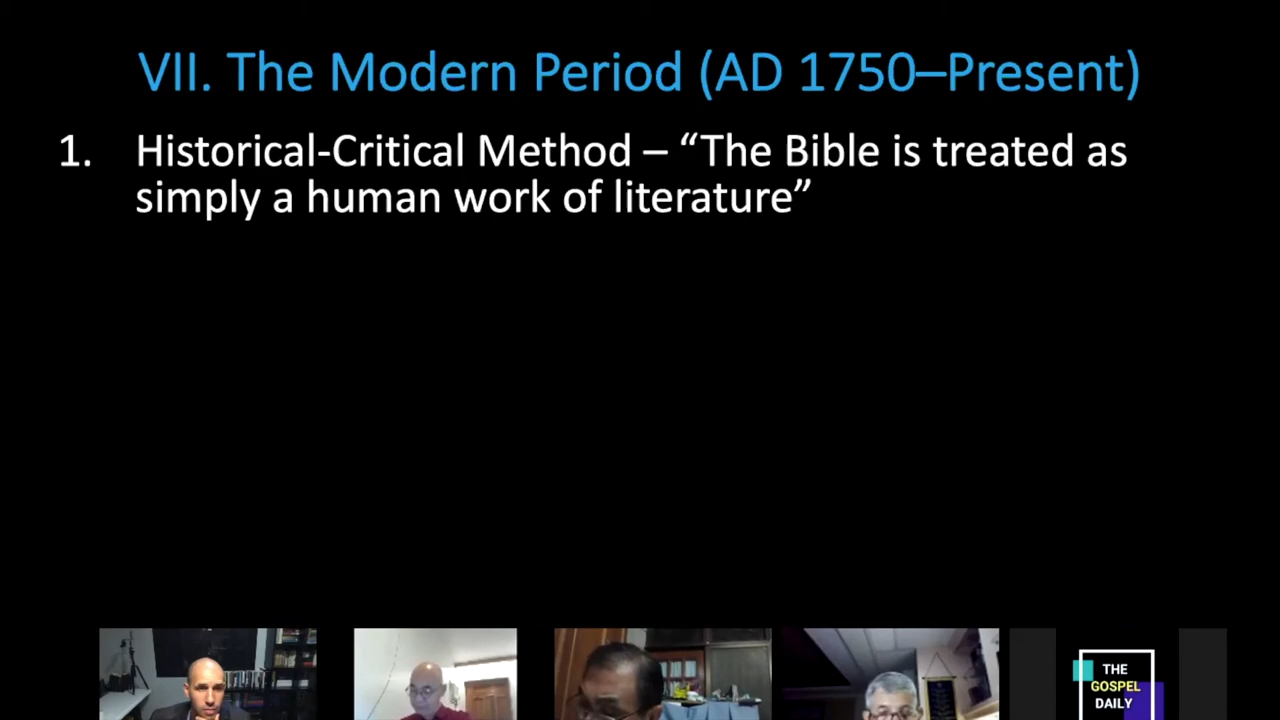 VII. The Modern Period (AD 1750–Present)
1. Historical-Critical Method – “The Bible is treated as
simply a human work of literature”
THE
GOSPEL
DAILY